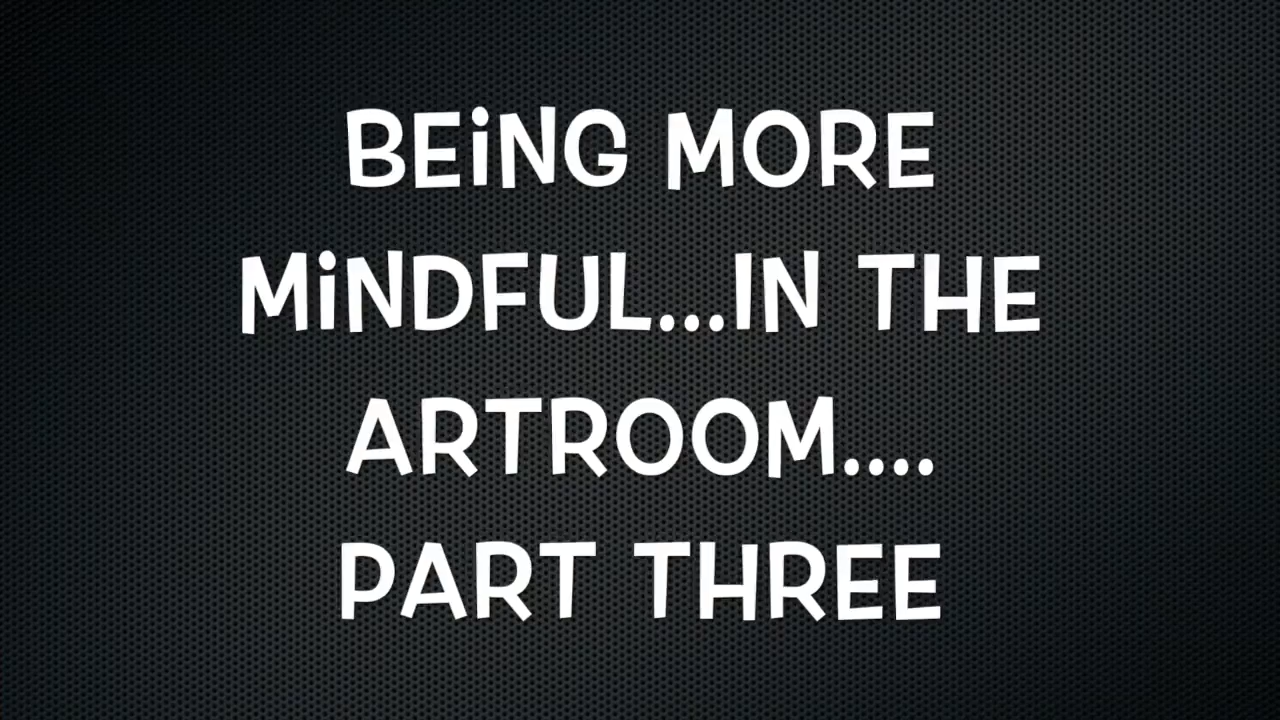 BEiNG MORE
MiNDFUL...IN THE
ARTROOM....
PART THREE